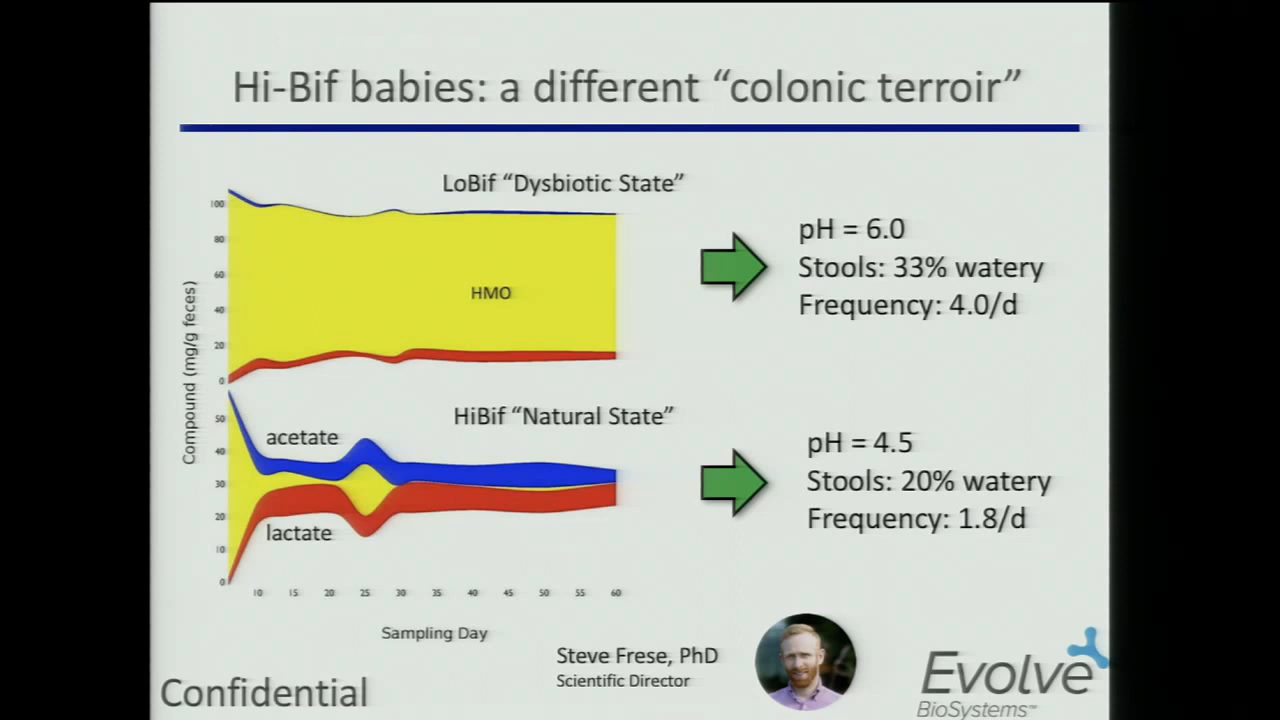 Hi-Bif babies: a different “colonic terroir”
LoBif “Dysbiotic State”
100
80
60
40
20
0
HMO
Compound (mg/g feces)
pH = 6.0
Stools: 33% watery
Frequency: 4.0/d
HiBif “Natural State”
50
40
30
20
10
0
acetate
lactate
pH = 4.5
Stools: 20% watery
Frequency: 1.8/d
10 15 20 25 30 35 40 45 50 55 60
Sampling Day
Steve Frese, PhD
Scientific Director
Confidential
Evolve
BioSystems™